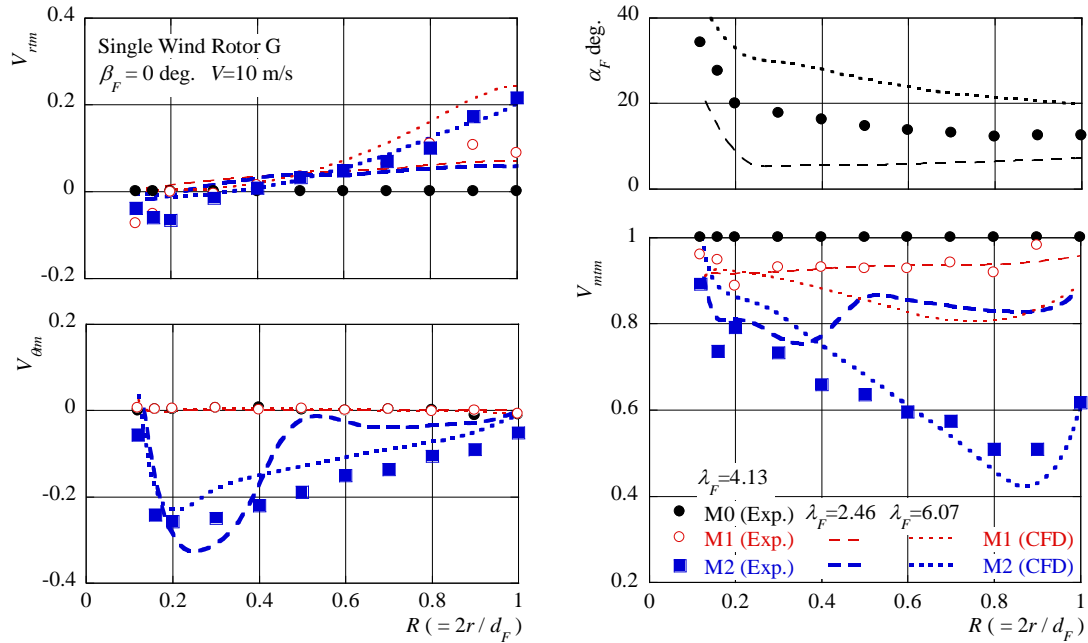 0.4
0.2
0
-0.2
V_rtm
Single Wind Rotor G
β_F = 0 deg. V=10 m/s
0.2
0
-0.2
-0.4
V_θtm
0 0.2 0.4 0.6 0.8 1
R ( = 2r / d_F )
40
20
0
α_F deg.
1
0.8
0.6
0.4
0.2
V_mtm
λ_F=4.13
M0 (Exp.) λ_F=2.46 λ_F=6.07
M1 (Exp.) M1 (CFD)
M2 (Exp.) M2 (CFD)
0 0.2 0.4 0.6 0.8 1
R ( = 2r / d_F )